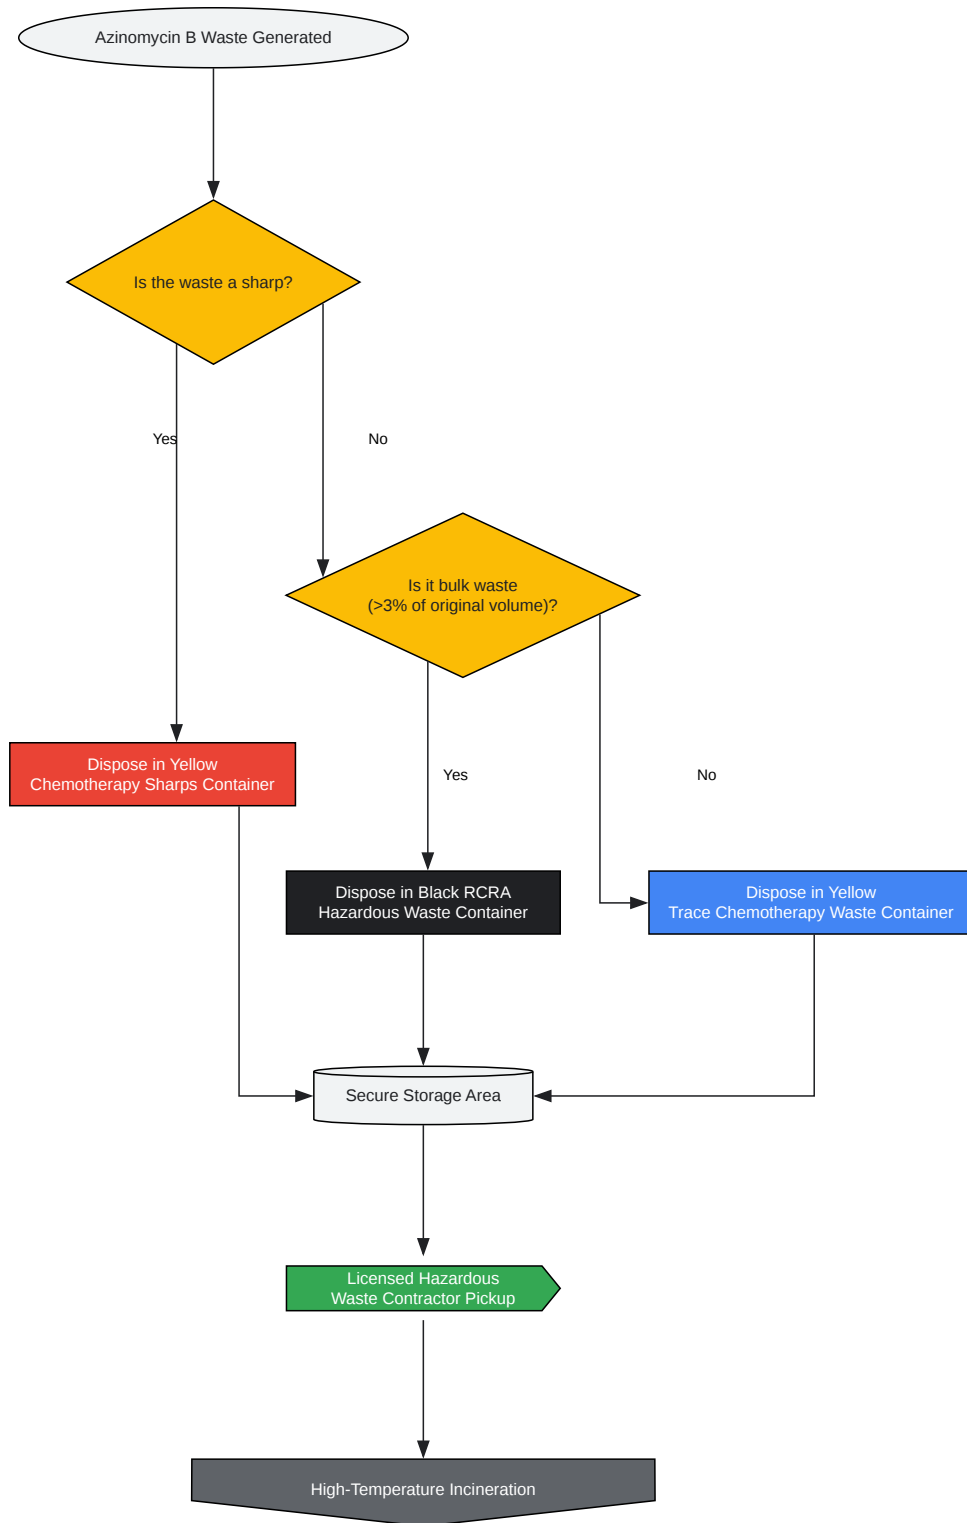 Azinomycin B Waste Generated
Is the waste a sharp?
Yes
No
Is it bulk waste
(>3% of original volume)?
Dispose in Yellow
Chemotherapy Sharps Container
Yes
No
Dispose in Black RCRA
Hazardous Waste Container
Dispose in Yellow
Trace Chemotherapy Waste Container
Secure Storage Area
Licensed Hazardous
Waste Contractor Pickup
High-Temperature Incineration